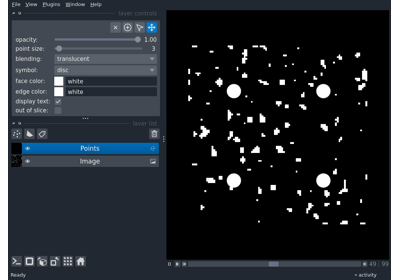 File View Plugins Window Help
layer controls
opacity: 1.00
point size: 3
blending: translucent
symbol: disc
face color: white
edge color: white
display text:
out of slice:
layer list
Points
Image
49 99
Ready activity